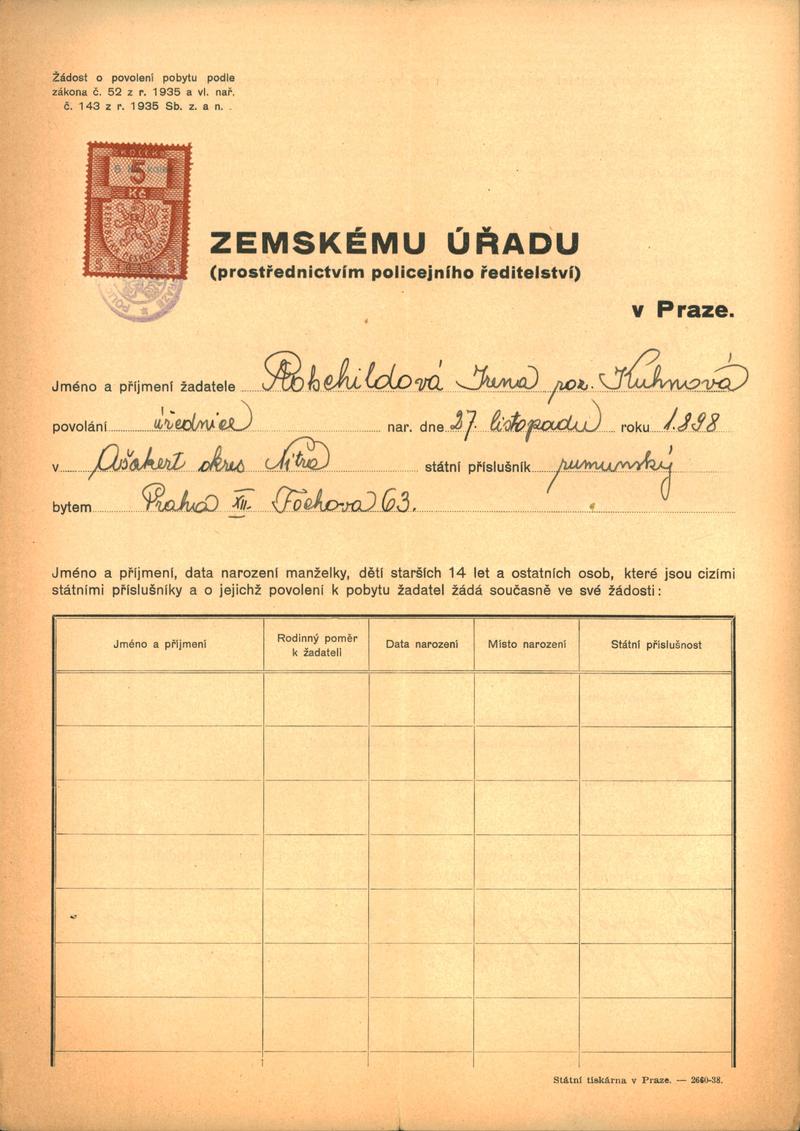 Žádost o povolení pobytu podle
zákona č. 52 z r. 1935 a vl. nař.
č. 143 z r. 1935 Sb. z. a n.
KOLEK
5
Kč
ZEMSKÉMU ÚŘADU
(prostřednictvím policejního ředitelství)
v Praze.
Jméno a příjmení žadatele Robehildová Irena roz. Kuhnová
povolání úřednice nar. dne 27. listopadu roku 1898
v Ašakert okres Nitra státní příslušník rumunský
bytem Praha XII. Fochova 63.
Jméno a příjmení, data narození manželky, dětí starších 14 let a ostatních osob, které jsou cizími
státními příslušníky a o jejichž povolení k pobytu žadatel žádá současně ve své žádosti:
Jméno a příjmení Rodinný poměr k žadateli Data narození Místo narození Státní příslušnost
Státní tiskárna v Praze. — 2660-38.